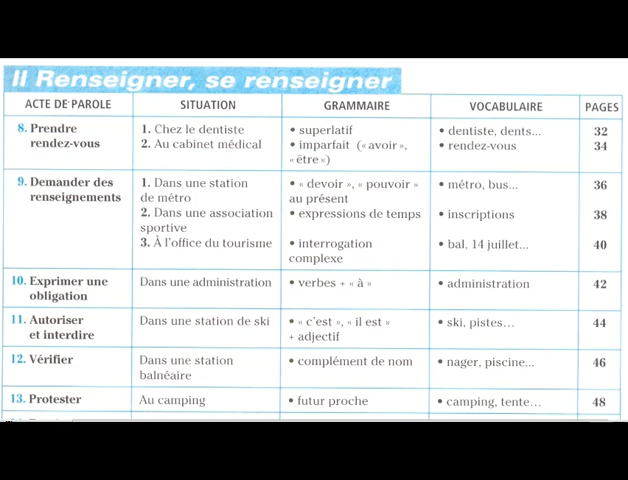 II Renseigner, se renseigner
ACTE DE PAROLE SITUATION GRAMMAIRE VOCABULAIRE PAGES
8. Prendre 1. Chez le dentiste • superlatif • dentiste, dents... 32
rendez-vous 2. Au cabinet médical • imparfait (« avoir », • rendez-vous 34
« être »)
9. Demander des 1. Dans une station • « devoir », « pouvoir » • métro, bus... 36
renseignements de métro au présent
2. Dans une association • expressions de temps • inscriptions 38
sportive
3. À l'office du tourisme • interrogation • bal, 14 juillet... 40
complexe
10. Exprimer une Dans une administration • verbes + « à » • administration 42
obligation
11. Autoriser Dans une station de ski • « c'est », « il est » • ski, pistes... 44
et interdire + adjectif
12. Vérifier Dans une station • complément de nom • nager, piscine... 46
balnéaire
13. Protester Au camping • futur proche • camping, tente... 48